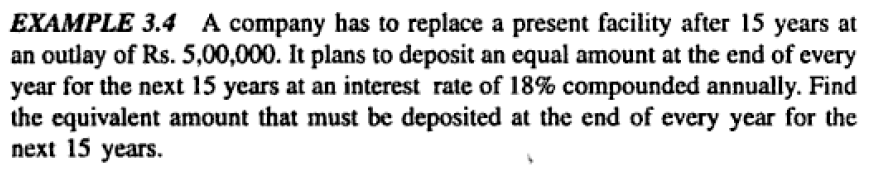 EXAMPLE 3.4 A company has to replace a present facility after 15 years at
an outlay of Rs. 5,00,000. It plans to deposit an equal amount at the end of every
year for the next 15 years at an interest rate of 18% compounded annually. Find
the equivalent amount that must be deposited at the end of every year for the
next 15 years.